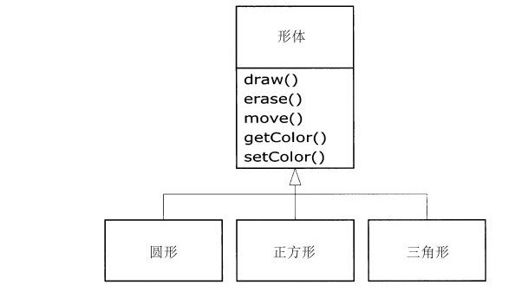 形体
draw()
erase()
move()
getColor()
setColor()
圆形
正方形
三角形